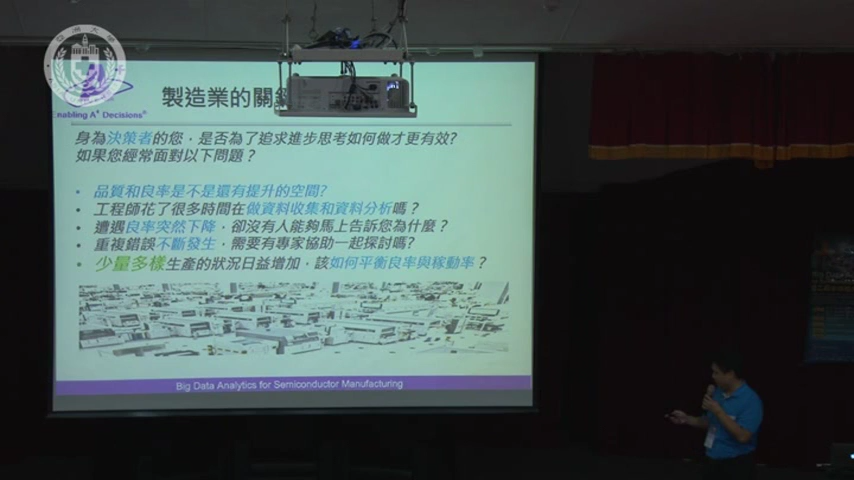 亞洲大學
Enabling A+ Decisions®
製造業的關
身為決策者的您，是否為了追求進步思考如何做才更有效?
如果您經常面對以下問題？
• 品質和良率是不是還有提升的空間?
• 工程師花了很多時間在做資料收集和資料分析嗎？
• 遭遇良率突然下降，卻沒有人能夠馬上告訴您為什麼？
• 重複錯誤不斷發生，需要有專家協助一起探討嗎?
• 少量多樣生產的狀況日益增加，該如何平衡良率與稼動率？
Big Data Analytics for Semiconductor Manufacturing